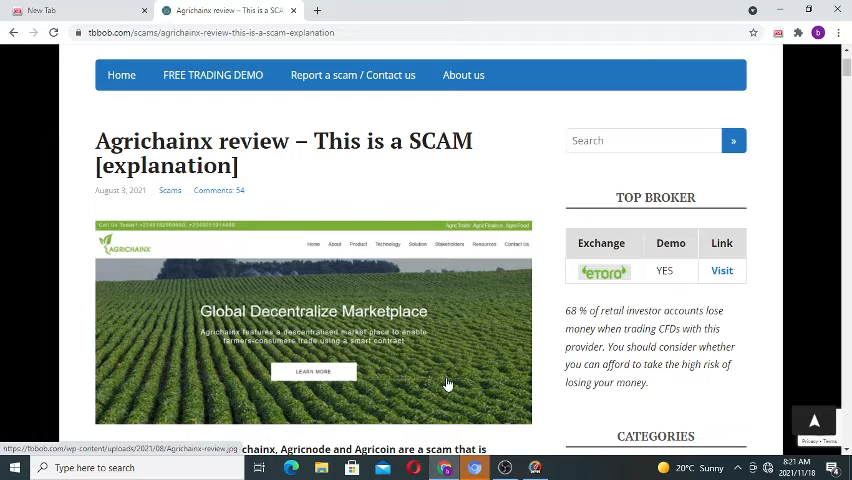 New Tab
Agrichainx review – This is a SCA
tbbob.com/scams/agrichainx-review-this-is-a-scam-explanation
b
Home FREE TRADING DEMO Report a scam / Contact us About us
Agrichainx review – This is a SCAM
[explanation]
August 3, 2021 Scams Comments: 54
AgricTrade AgricFinance AgricFood
AGRICHAINX
Home About Product Technology Solution Stakeholders Resources Contact Us
Global Decentralize Marketplace
Agrichainx features a decentralised market place to enable
farmers-consumers trade using a smart contract
LEARN MORE
chainx, Agricnode and Agricoin are a scam that is
Search »
TOP BROKER
Exchange Demo Link
eToro YES Visit
68 % of retail investor accounts lose
money when trading CFDs with this
provider. You should consider whether
you can afford to take the high risk of
losing your money.
CATEGORIES
Privacy • Terms
https://tbbob.com/wp-content/uploads/2021/08/Agrichainx-review.jpg
Type here to search
20°C Sunny
8:21 AM
2021/11/18
4